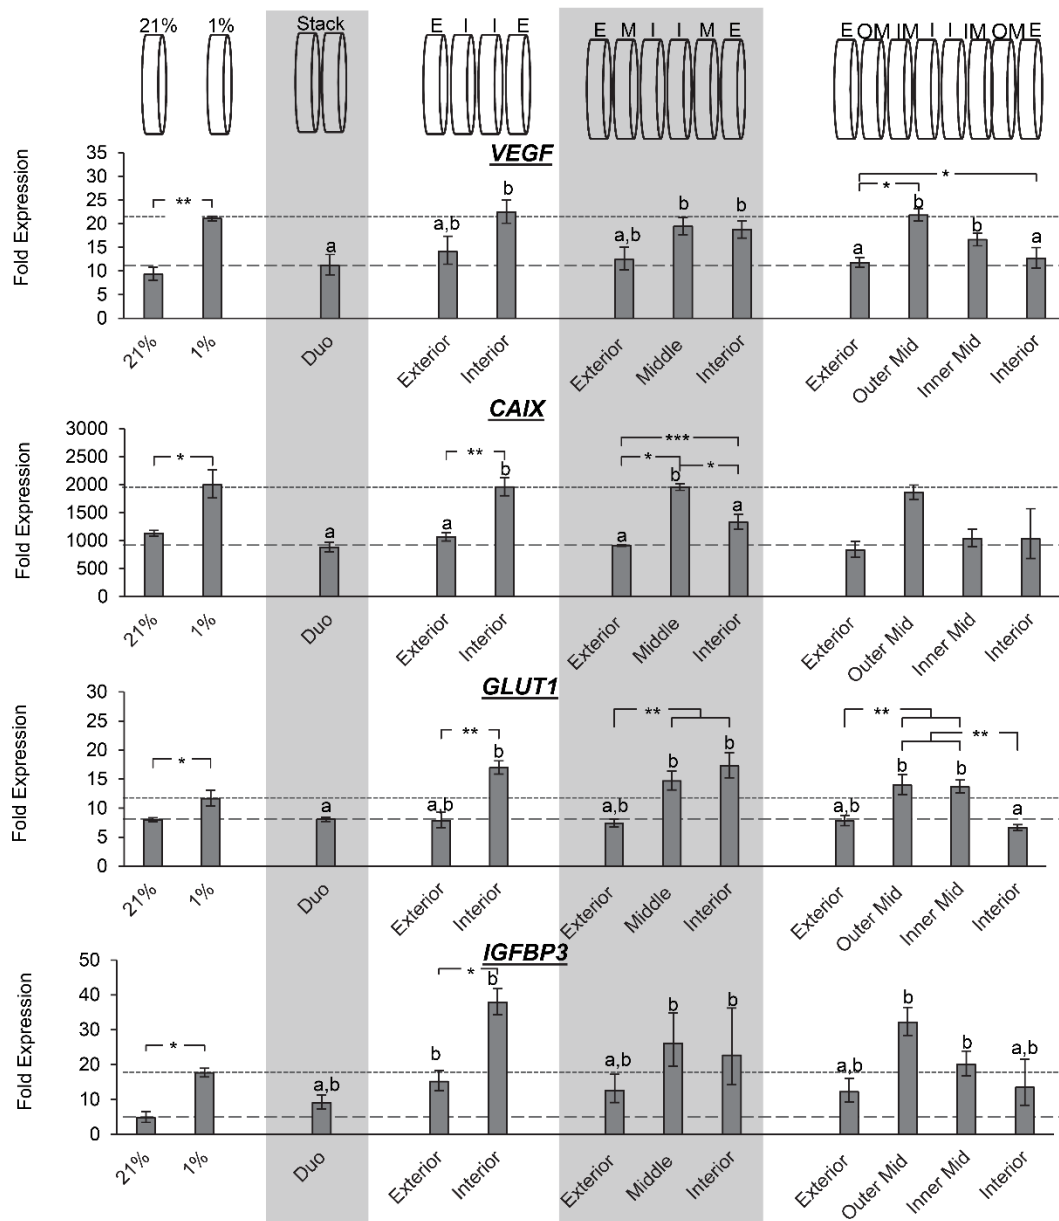 21% 1% Stack E I I E E M I I M E E OM IM I I IM OM E
VEGF
35
30
25
20
15
10
5
0
Fold Expression
** a a,b b a,b b b * * a b b a
21% 1% Duo Exterior Interior Exterior Middle Interior Exterior Outer Mid Inner Mid Interior
CAIX
3000
2500
2000
1500
1000
500
0
Fold Expression
* a ** a b *** * * a b a
21% 1% Duo Exterior Interior Exterior Middle Interior Exterior Outer Mid Inner Mid Interior
GLUT1
30
25
20
15
10
5
0
Fold Expression
* a ** a,b b ** a,b b b ** ** a,b b b a
21% 1% Duo Exterior Interior Exterior Middle Interior Exterior Outer Mid Inner Mid Interior
IGFBP3
50
40
30
20
10
0
Fold Expression
* a,b * b b a,b b b a,b b b a,b
21% 1% Duo Exterior Interior Exterior Middle Interior Exterior Outer Mid Inner Mid Interior